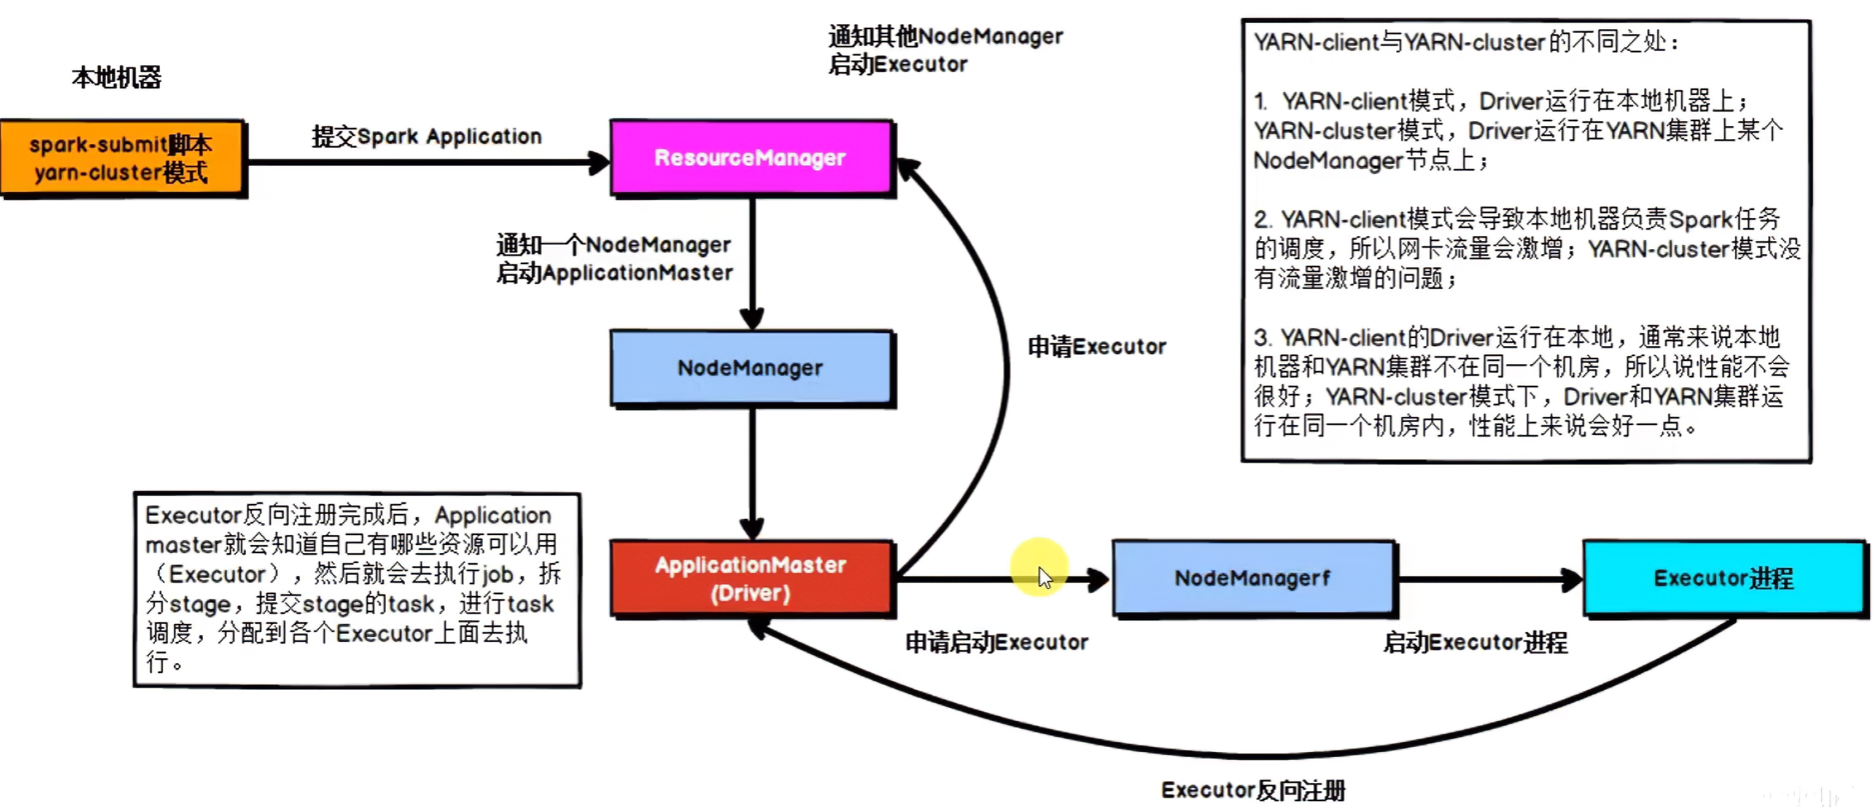 通知其他NodeManager
启动Executor
本地机器
spark-submit脚本
yarn-cluster模式
提交Spark Application
ResourceManager
通知一个NodeManager
启动ApplicationMaster
NodeManager
申请Executor
ApplicationMaster
(Driver)
申请启动Executor
NodeManagerf
启动Executor进程
Executor进程
Executor反向注册
Executor反向注册完成后，Application
master就会知道自己有哪些资源可以用
（Executor），然后就会去执行job，拆
分stage，提交stage的task，进行task
调度，分配到各个Executor上面去执
行。
YARN-client与YARN-cluster的不同之处：
1. YARN-client模式，Driver运行在本地机器上；
YARN-cluster模式，Driver运行在YARN集群上某个
NodeManager节点上；
2. YARN-client模式会导致本地机器负责Spark任务
的调度，所以网卡流量会激增；YARN-cluster模式没
有流量激增的问题；
3. YARN-client的Driver运行在本地，通常来说本地
机器和YARN集群不在同一个机房，所以说性能不会
很好；YARN-cluster模式下，Driver和YARN集群运
行在同一个机房内，性能上来说会好一点。